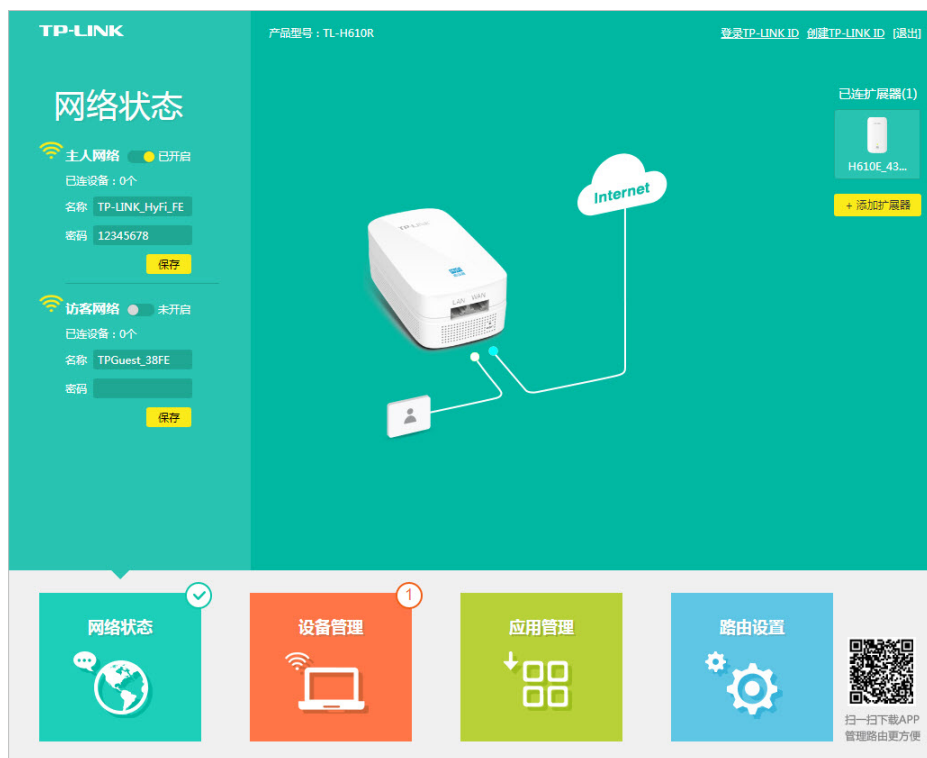 TP-LINK
产品型号：TL-H610R
登录TP-LINK ID 创建TP-LINK ID [退出]
网络状态
主人网络 已开启
已连设备：0个
名称 TP-LINK_HyFi_FE
密码 12345678
保存
访客网络 未开启
已连设备：0个
名称 TPGuest_38FE
密码
保存
Internet
TP-LINK
LAN WAN
已连扩展器(1)
H610E_43...
+ 添加扩展器
网络状态
设备管理
1
应用管理
路由设置
扫一扫下载APP
管理路由更方便